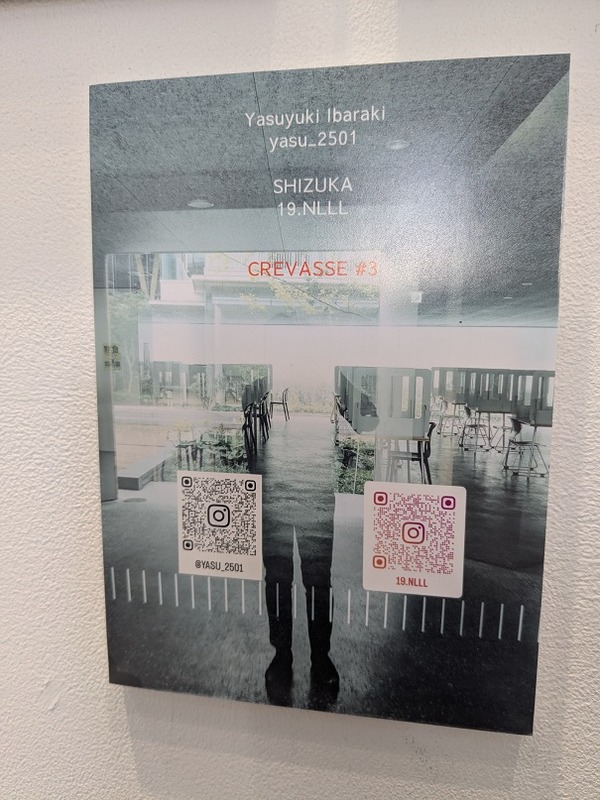 Yasuyuki Ibaraki
yasu_2501
SHIZUKA
19.NLLL
CREVASSE #3
@YASU_2501
19.NLLL